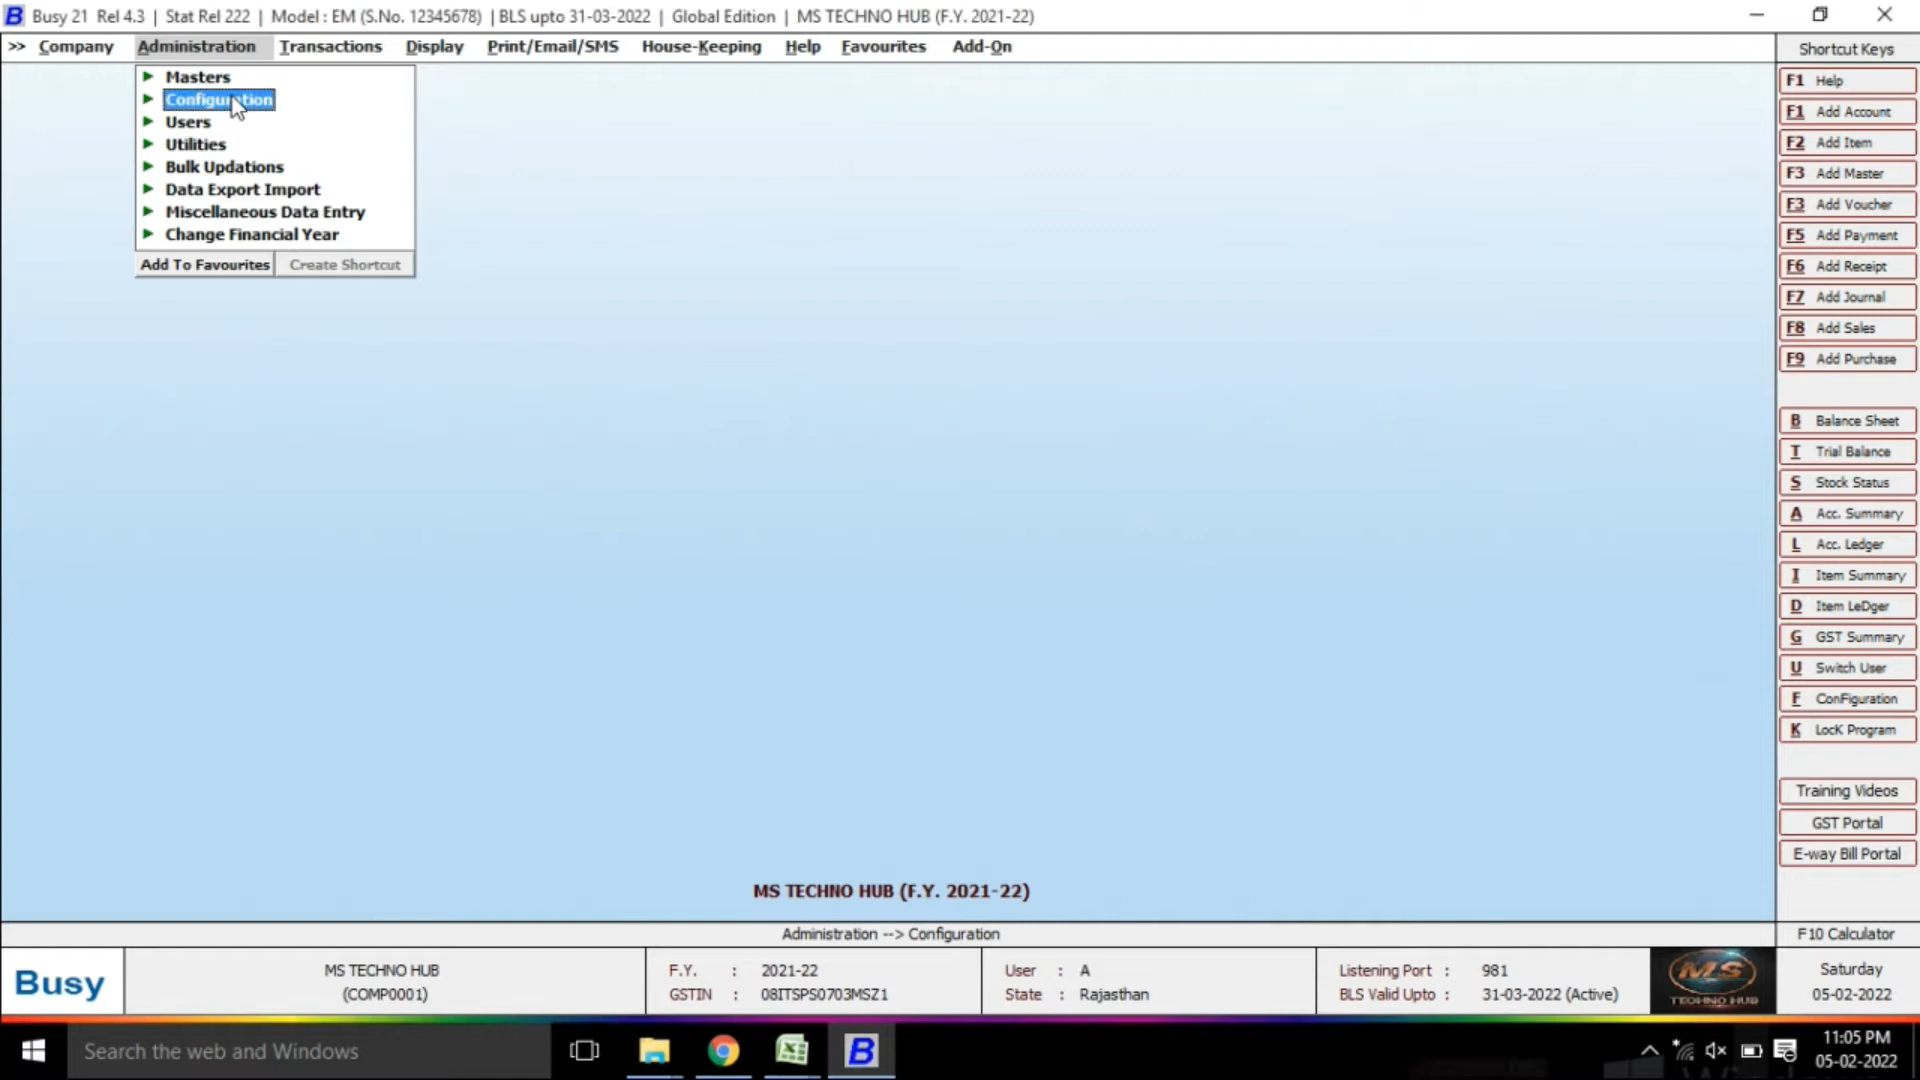 Busy 21 Rel 4.3 | Stat Rel 222 | Model : EM (S.No. 12345678) | BLS upto 31-03-2022 | Global Edition | MS TECHNO HUB (F.Y. 2021-22)
>> Company Administration Transactions Display Print/Email/SMS House-Keeping Help Favourites Add-On
Masters
Configuration
Users
Utilities
Bulk Updations
Data Export Import
Miscellaneous Data Entry
Change Financial Year
Add To Favourites Create Shortcut
Shortcut Keys
F1 Help
F1 Add Account
F2 Add Item
F3 Add Master
F3 Add Voucher
F5 Add Payment
F6 Add Receipt
F7 Add Journal
F8 Add Sales
F9 Add Purchase
B Balance Sheet
T Trial Balance
S Stock Status
A Acc. Summary
L Acc. Ledger
I Item Summary
D Item LeDger
G GST Summary
U Switch User
F ConFiguration
K LocK Program
Training Videos
GST Portal
E-way Bill Portal
MS TECHNO HUB (F.Y. 2021-22)
Administration --> Configuration
F10 Calculator
Busy
MS TECHNO HUB
(COMP0001)
F.Y. : 2021-22
GSTIN : 08ITSPS0703MSZ1
User : A
State : Rajasthan
Listening Port : 981
BLS Valid Upto : 31-03-2022 (Active)
MS
TECHNO HUB
Saturday
05-02-2022
Search the web and Windows
11:05 PM
05-02-2022